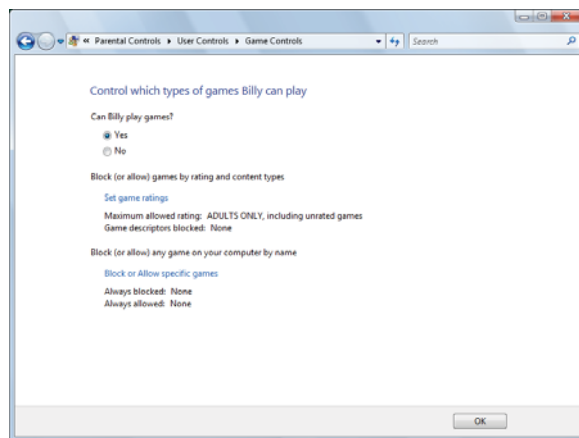 « Parental Controls ▸ User Controls ▸ Game Controls
Search
Control which types of games Billy can play
Can Billy play games?
Yes
No
Block (or allow) games by rating and content types
Set game ratings
Maximum allowed rating: ADULTS ONLY, including unrated games
Game descriptors blocked: None
Block (or allow) any game on your computer by name
Block or Allow specific games
Always blocked: None
Always allowed: None
OK